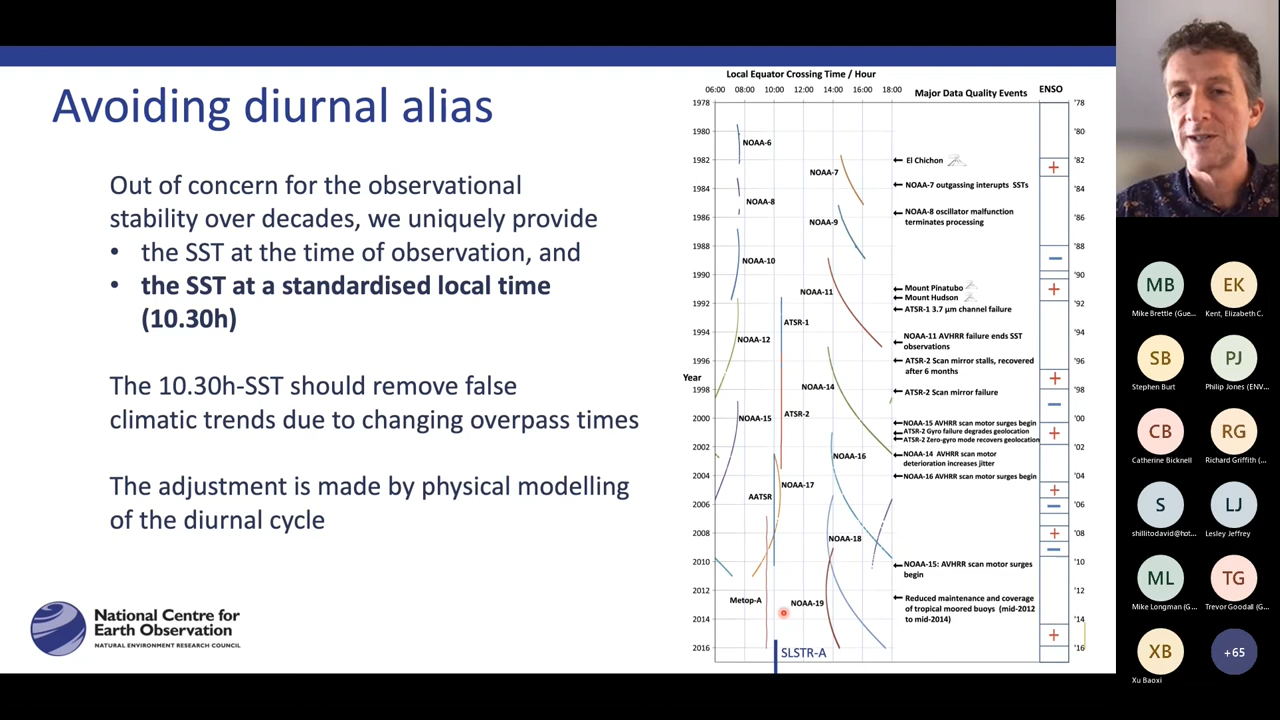 Avoiding diurnal alias
Out of concern for the observational
stability over decades, we uniquely provide
• the SST at the time of observation, and
• the SST at a standardised local time
(10.30h)
The 10.30h-SST should remove false
climatic trends due to changing overpass times
The adjustment is made by physical modelling
of the diurnal cycle
National Centre for
Earth Observation
NATURAL ENVIRONMENT RESEARCH COUNCIL
Local Equator Crossing Time / Hour
06:00 08:00 10:00 12:00 14:00 16:00 18:00
Major Data Quality Events
ENSO
Year
1978
1980
1982
1984
1986
1988
1990
1992
1994
1996
1998
2000
2002
2004
2006
2008
2010
2012
2014
2016
NOAA-6
NOAA-7
NOAA-8
NOAA-9
NOAA-10
NOAA-11
ATSR-1
NOAA-12
NOAA-14
NOAA-15
ATSR-2
NOAA-16
NOAA-17
AATSR
NOAA-18
Metop-A
NOAA-19
SLSTR-A
El Chichon
NOAA-7 outgassing interupts SSTs
NOAA-8 oscillator malfunction
terminates processing
Mount Pinatubo
Mount Hudson
ATSR-1 3.7 µm channel failure
NOAA-11 AVHRR failure ends SST
observations
ATSR-2 Scan mirror stalls, recovered
after 6 months
ATSR-2 Scan mirror failure
NOAA-15 AVHRR scan motor surges begin
ATSR-2 Gyro failure degrades geolocation
ATSR-2 Zero-gyro mode recovers geolocation
NOAA-14 AVHRR scan motor
deterioration increases jitter
NOAA-16 AVHRR scan motor surges begin
NOAA-15: AVHRR scan motor surges
begin
Reduced maintenance and coverage
of tropical moored buoys (mid-2012
to mid-2014)
+
−
+
+
−
+
+
−
+
−
+
'78
'80
'82
'84
'86
'88
'90
'92
'94
'96
'98
'00
'02
'04
'06
'08
'10
'12
'14
'16
MB
Mike Brettle (Gue...
EK
Kent, Elizabeth C.
SB
Stephen Burt
PJ
Philip Jones (ENV...
CB
Catherine Bicknell
RG
Richard Griffith (...
S
shillitodavid@hot...
LJ
Lesley Jeffrey
ML
Mike Longman (G...
TG
Trevor Goodall (G...
XB
Xu Baoxi
+65